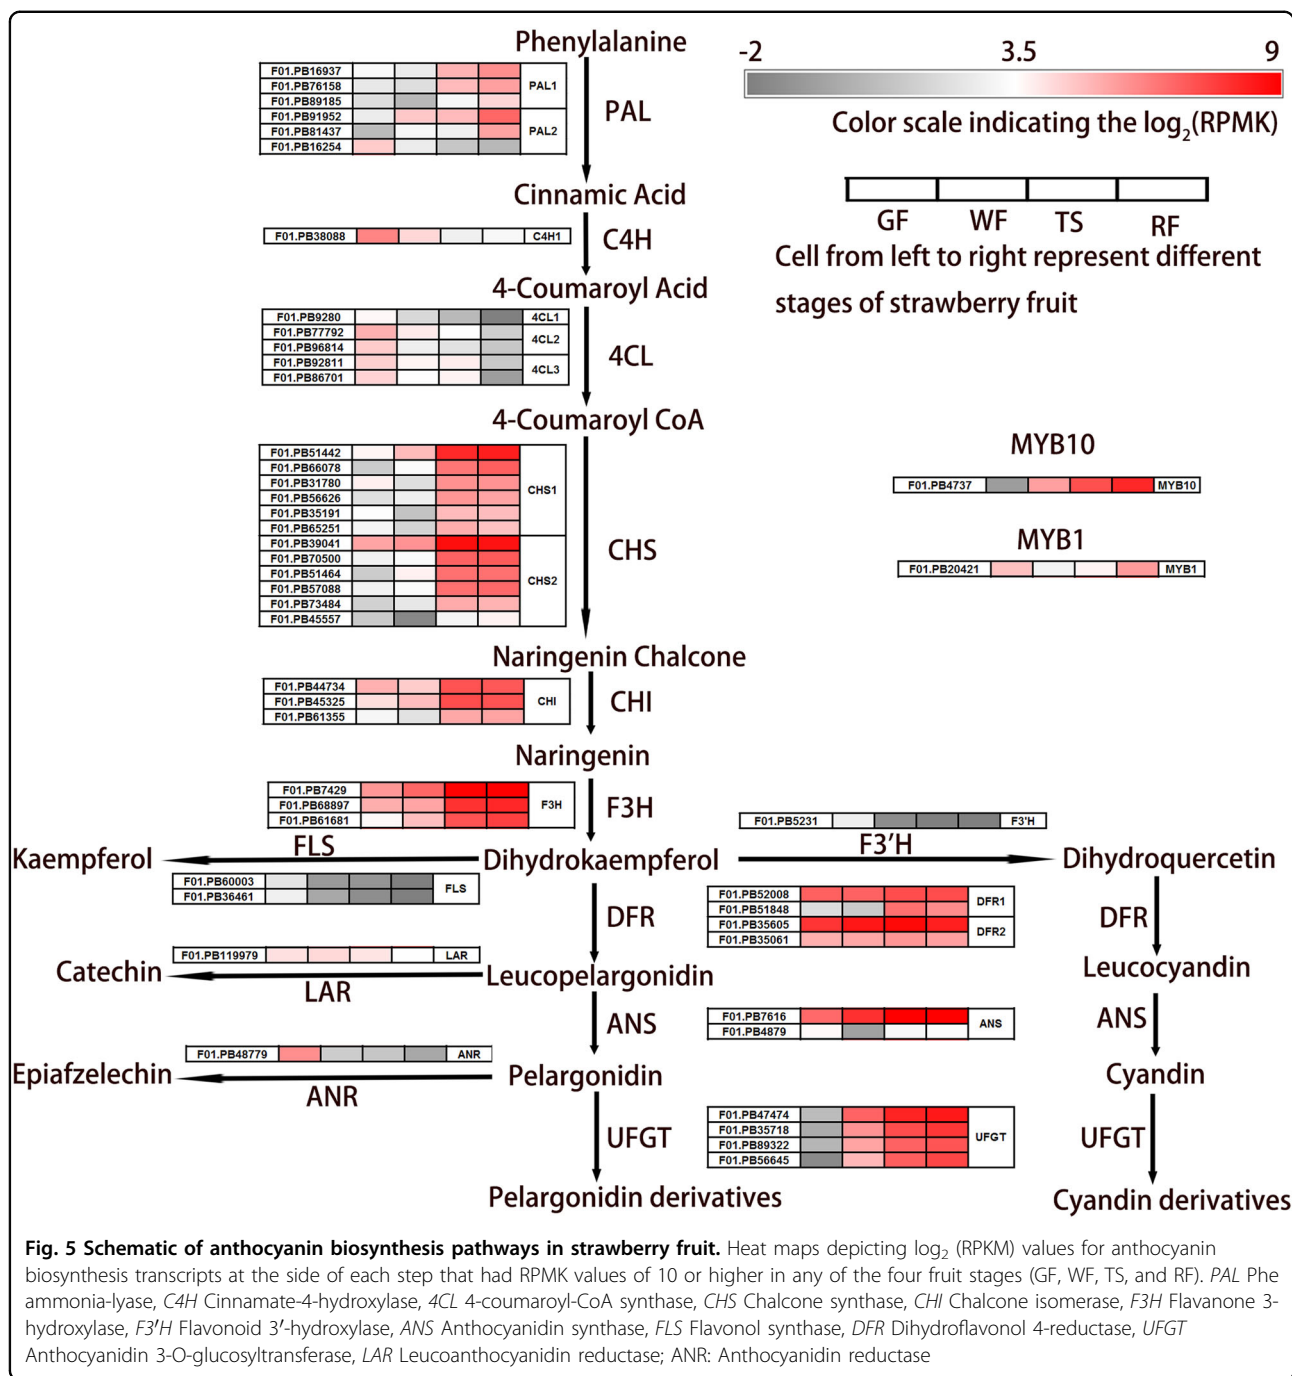 Phenylalanine
-2 3.5 9
Color scale indicating the log2(RPMK)
F01.PB16937
F01.PB76158
F01.PB89185
F01.PB91952
F01.PB81437
F01.PB16254
PAL1
PAL2
PAL
GF WF TS RF
Cell from left to right represent different
stages of strawberry fruit
Cinnamic Acid
F01.PB38088 C4H1
C4H
4-Coumaroyl Acid
F01.PB9280
F01.PB77792
F01.PB96814
F01.PB92811
F01.PB86701
4CL1
4CL2
4CL3
4CL
4-Coumaroyl CoA
F01.PB51442
F01.PB66078
F01.PB31780
F01.PB56626
F01.PB35191
F01.PB65251
F01.PB39041
F01.PB70500
F01.PB51464
F01.PB57088
F01.PB73484
F01.PB45557
CHS1
CHS2
CHS
MYB10
F01.PB4737 MYB10
MYB1
F01.PB20421 MYB1
Naringenin Chalcone
F01.PB44734
F01.PB45325
F01.PB61355
CHI
CHI
Naringenin
F01.PB7429
F01.PB68897
F01.PB61681
F3H
F3H
F01.PB5231 F3'H
FLS
F3'H
Kaempferol
Dihydrokaempferol
Dihydroquercetin
F01.PB60003
F01.PB36461
FLS
DFR
F01.PB52008
F01.PB51848
F01.PB35605
F01.PB35061
DFR1
DFR2
DFR
F01.PB119979 LAR
Catechin
LAR
Leucopelargonidin
Leucocyandin
ANS
F01.PB7616
F01.PB4879
ANS
ANS
F01.PB48779 ANR
Epiafzelechin
ANR
Pelargonidin
Cyandin
UFGT
F01.PB47474
F01.PB35718
F01.PB89322
F01.PB56645
UFGT
UFGT
Pelargonidin derivatives
Cyandin derivatives
Fig. 5 Schematic of anthocyanin biosynthesis pathways in strawberry fruit. Heat maps depicting log2 (RPKM) values for anthocyanin
biosynthesis transcripts at the side of each step that had RPMK values of 10 or higher in any of the four fruit stages (GF, WF, TS, and RF). PAL Phe
ammonia-lyase, C4H Cinnamate-4-hydroxylase, 4CL 4-coumaroyl-CoA synthase, CHS Chalcone synthase, CHI Chalcone isomerase, F3H Flavanone 3-
hydroxylase, F3'H Flavonoid 3'-hydroxylase, ANS Anthocyanidin synthase, FLS Flavonol synthase, DFR Dihydroflavonol 4-reductase, UFGT
Anthocyanidin 3-O-glucosyltransferase, LAR Leucoanthocyanidin reductase; ANR: Anthocyanidin reductase